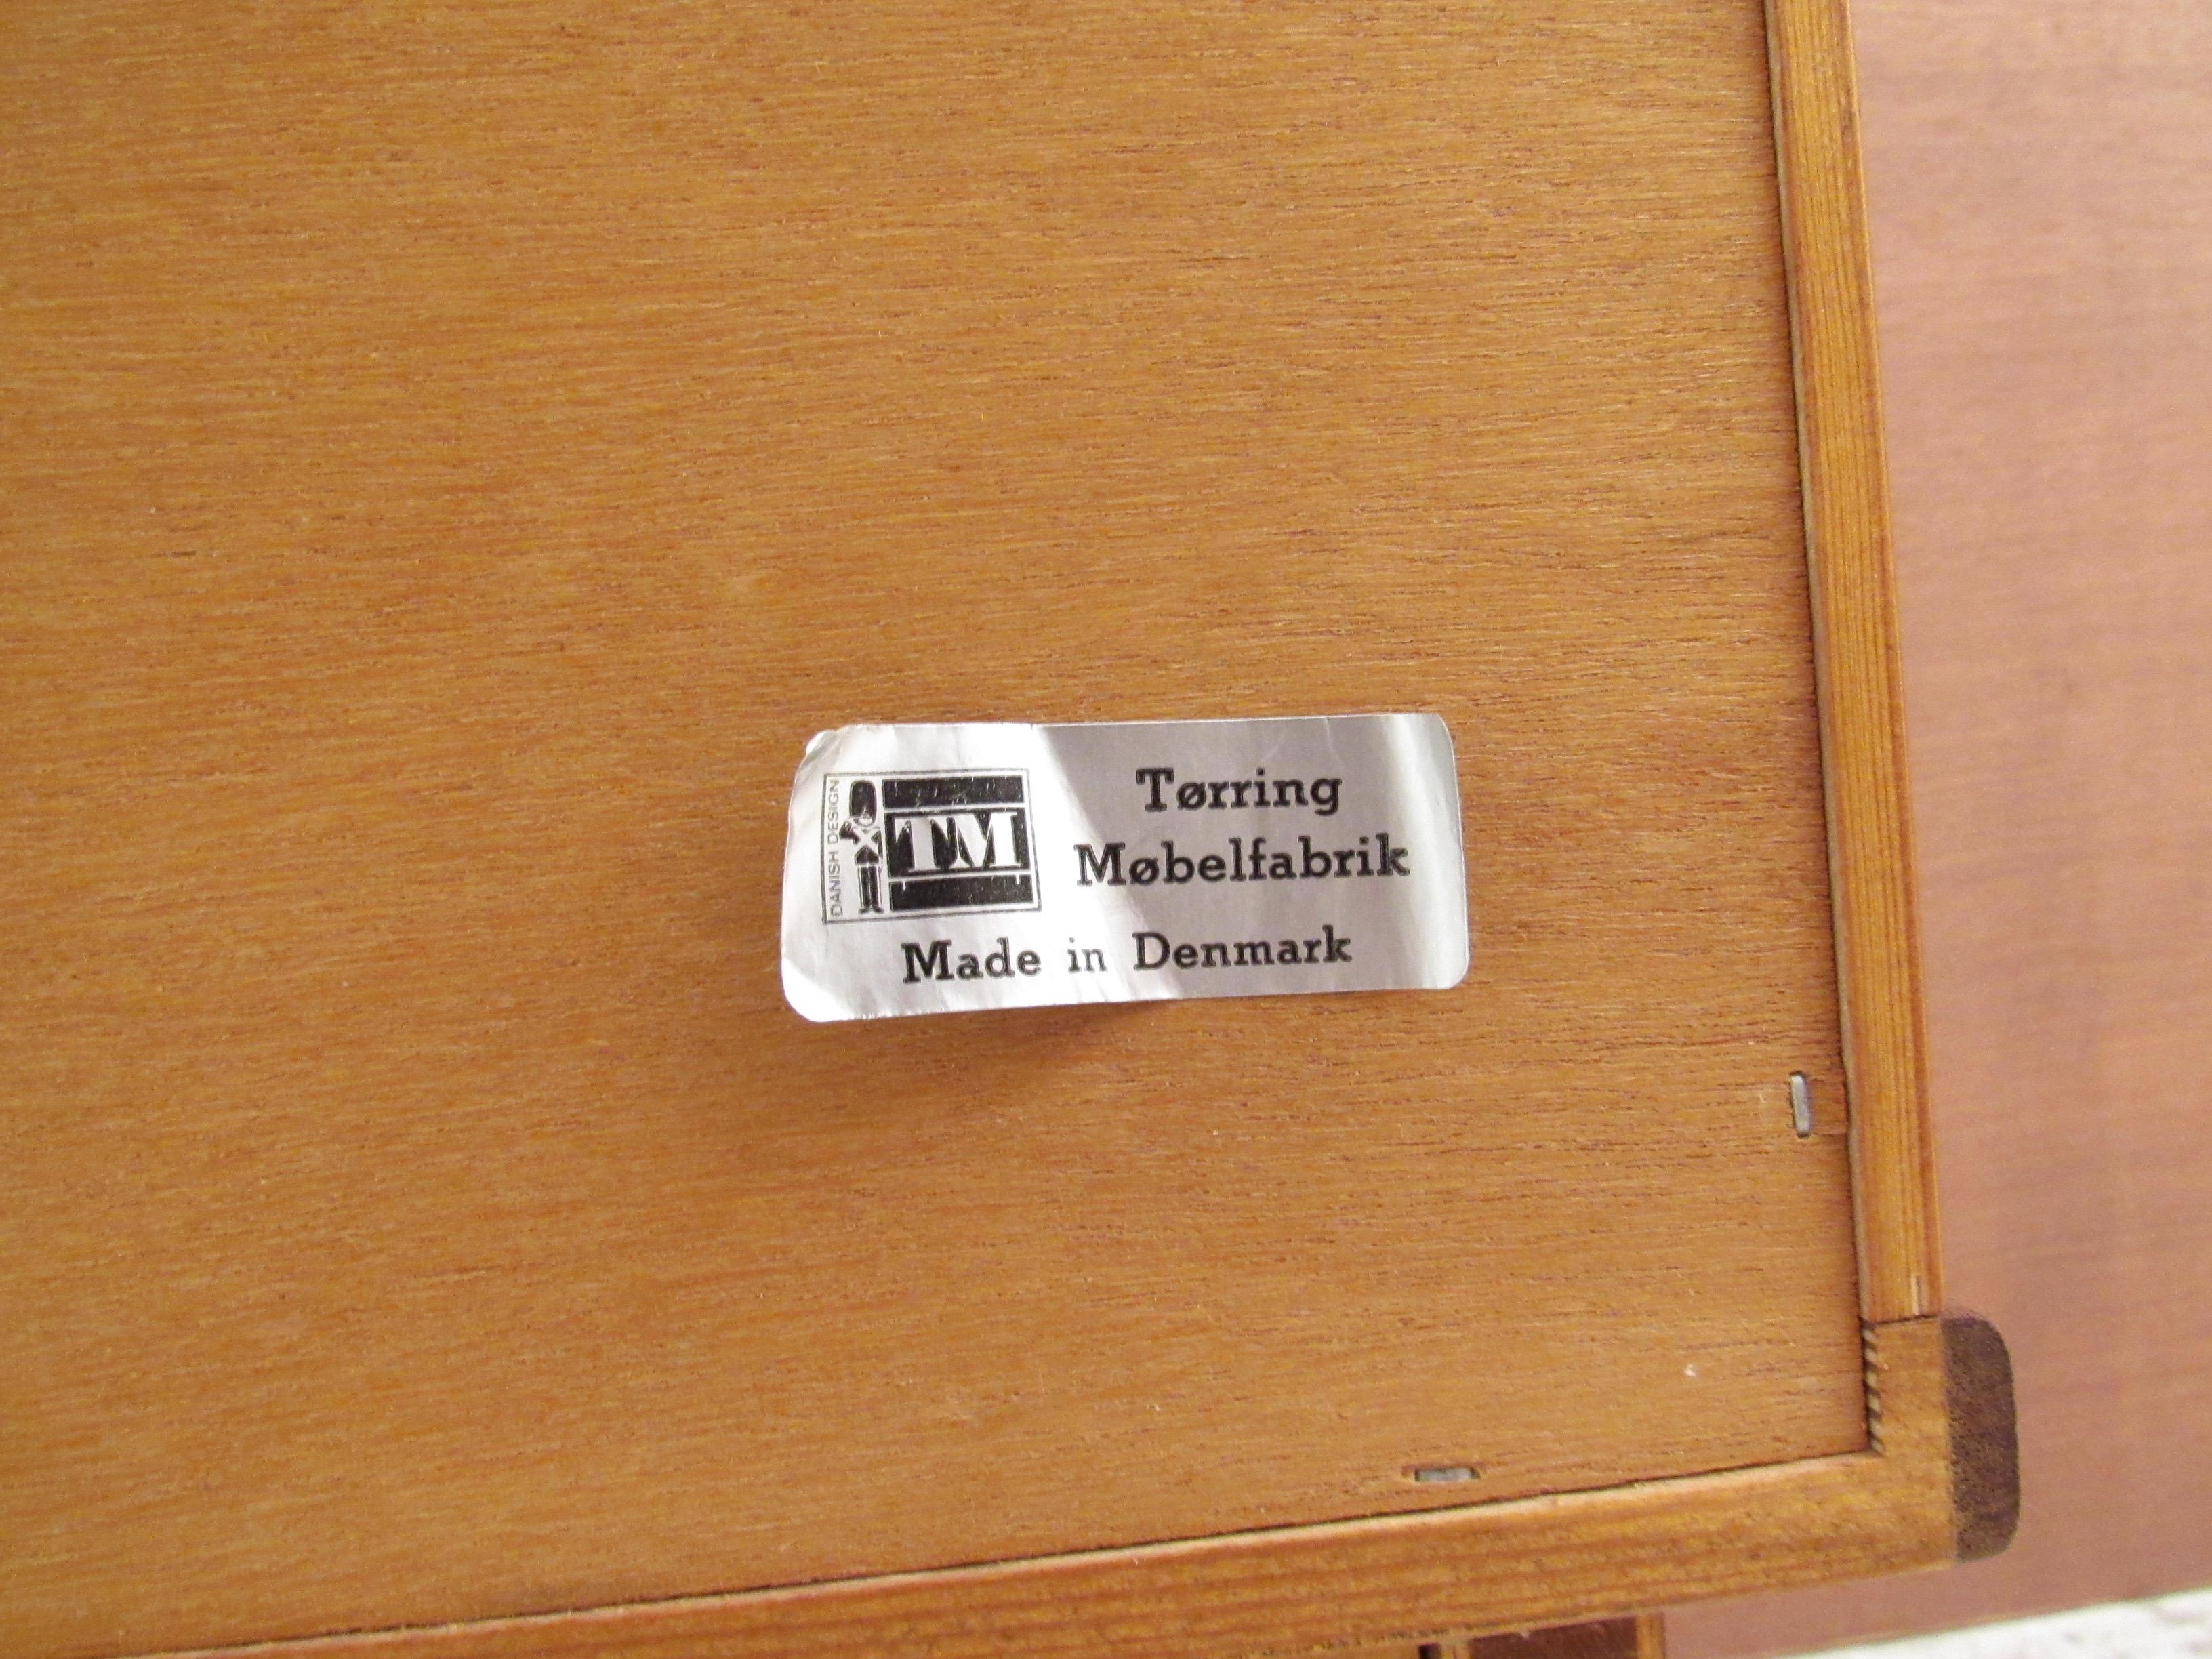 DANISH DESIGN
TM
Tørring
Møbelfabrik
Made in Denmark